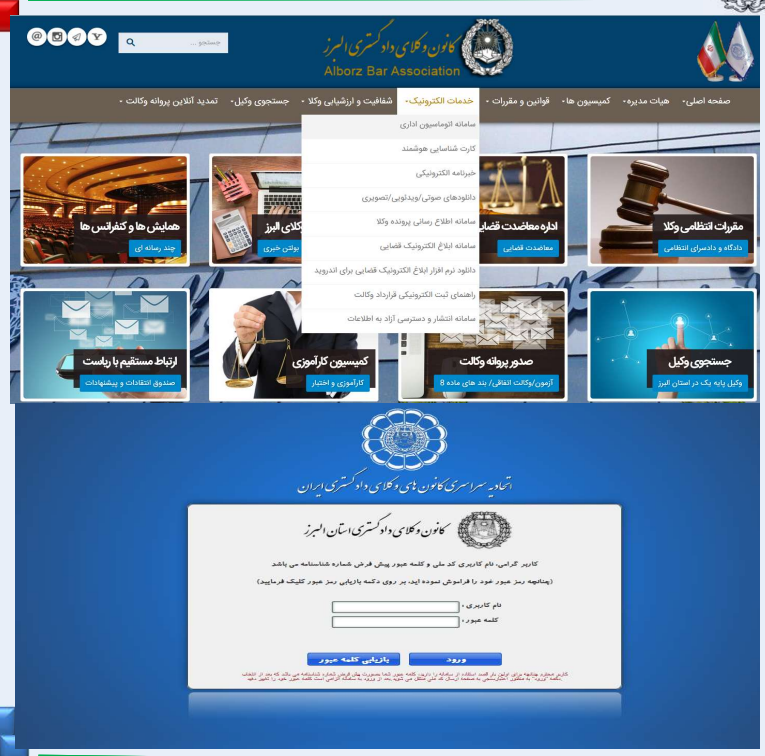 کانون وکلای دادگستری البرز
Alborz Bar Association
جستجو ...
صفحه اصلی
هیات مدیره
کمیسیون ها
قوانین و مقررات
خدمات الکترونیک
شفافیت و ارزشیابی وکلا
جستجوی وکیل
تمدید آنلاین پروانه وکالت
سامانه اتوماسیون اداری
کارت شناسایی هوشمند
خبرنامه الکترونیکی
دانلودهای صوتی/ویدئویی/تصویری
سامانه اطلاع رسانی پرونده وکلا
سامانه ابلاغ الکترونیک قضایی
دانلود نرم افزار ابلاغ الکترونیک قضایی برای اندروید
راهنمای ثبت الکترونیکی قرارداد وکالت
سامانه انتشار و دسترسی آزاد به اطلاعات
مقررات انتظامی وکلا
دادگاه و دادسرای انتظامی
اداره معاضدت قضایی
معاضدت قضایی
کلای البرز
بولتن خبری
همایش ها و کنفرانس ها
چند رسانه ای
جستجوی وکیل
وکیل پایه یک در استان البرز
صدور پروانه وکالت
آزمون/وکالت اتفاقی/ بند های ماده 8
کمیسیون کارآموزی
کارآموزی و اختبار
ارتباط مستقیم با ریاست
صندوق انتقادات و پیشنهادات
اتحادیه سراسری کانون های وکلای دادگستری ایران
کانون وکلای دادگستری استان البرز
کاربر گرامی، نام کاربری کد ملی و کلمه عبور پیش فرض شماره شناسنامه می باشد
(چنانچه رمز عبور خود را فراموش نموده اید، بر روی دکمه بازیابی رمز عبور کلیک فرمایید)
نام کاربری :
کلمه عبور :
ورود
بازیابی کلمه عبور